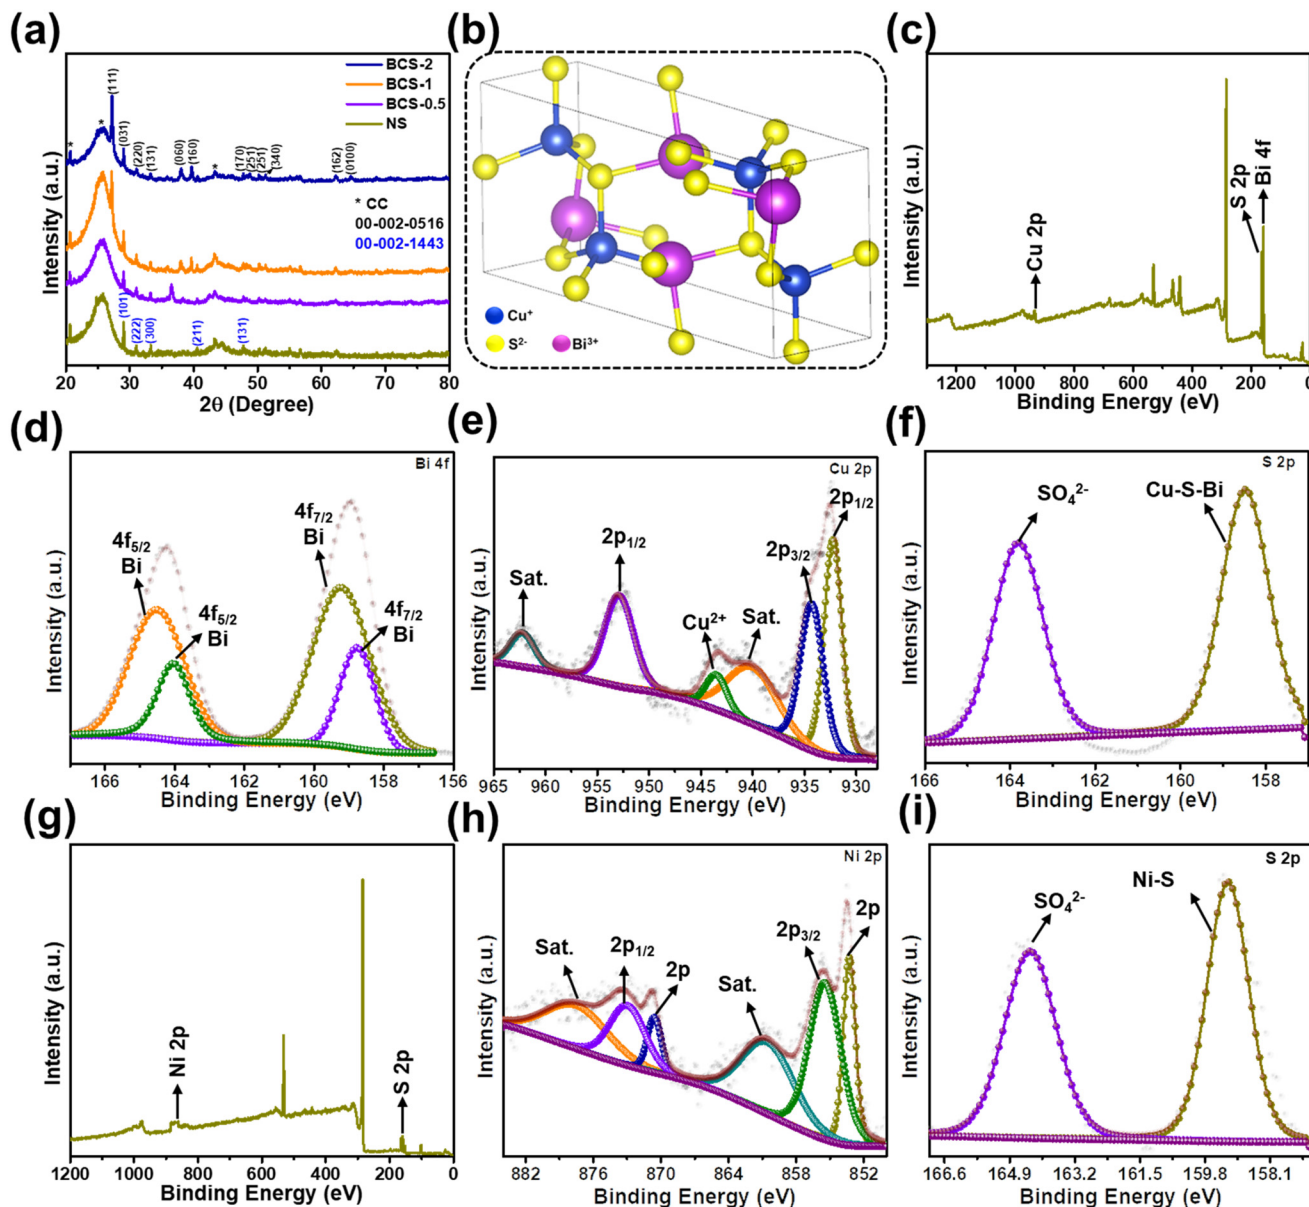 (a)
Intensity (a.u.)
BCS-2
BCS-1
BCS-0.5
NS
*
*
(111)
(031)
(220)
(131)
(060)
(160)
*
(170)
(251)
(251)
(340)
(162)
(0100)
* CC
00-002-0516
00-002-1443
(101)
(222)
(300)
(211)
(131)
20 30 40 50 60 70 80
2θ (Degree)
(b)
Cu⁺
S²⁻
Bi³⁺
(c)
Intensity (a.u.)
Cu 2p
S 2p
Bi 4f
1200 1000 800 600 400 200 0
Binding Energy (eV)
(d)
Intensity (a.u.)
Bi 4f
4f5/2
Bi
4f5/2
Bi
4f7/2
Bi
4f7/2
Bi
166 164 162 160 158 156
Binding Energy (eV)
(e)
Intensity (a.u.)
Cu 2p
Sat.
2p1/2
Cu²⁺
Sat.
2p3/2
2p1/2
965 960 955 950 945 940 935 930
Binding Energy (eV)
(f)
Intensity (a.u.)
S 2p
SO₄²⁻
Cu-S-Bi
166 164 162 160 158
Binding Energy (eV)
(g)
Intensity (a.u.)
Ni 2p
S 2p
1200 1000 800 600 400 200 0
Binding Energy (eV)
(h)
Intensity (a.u.)
Ni 2p
Sat.
2p1/2
2p
Sat.
2p3/2
2p
882 876 870 864 858 852
Binding Energy (eV)
(i)
Intensity (a.u.)
S 2p
SO₄²⁻
Ni-S
166.6 164.9 163.2 161.5 159.8 158.1
Binding Energy (eV)